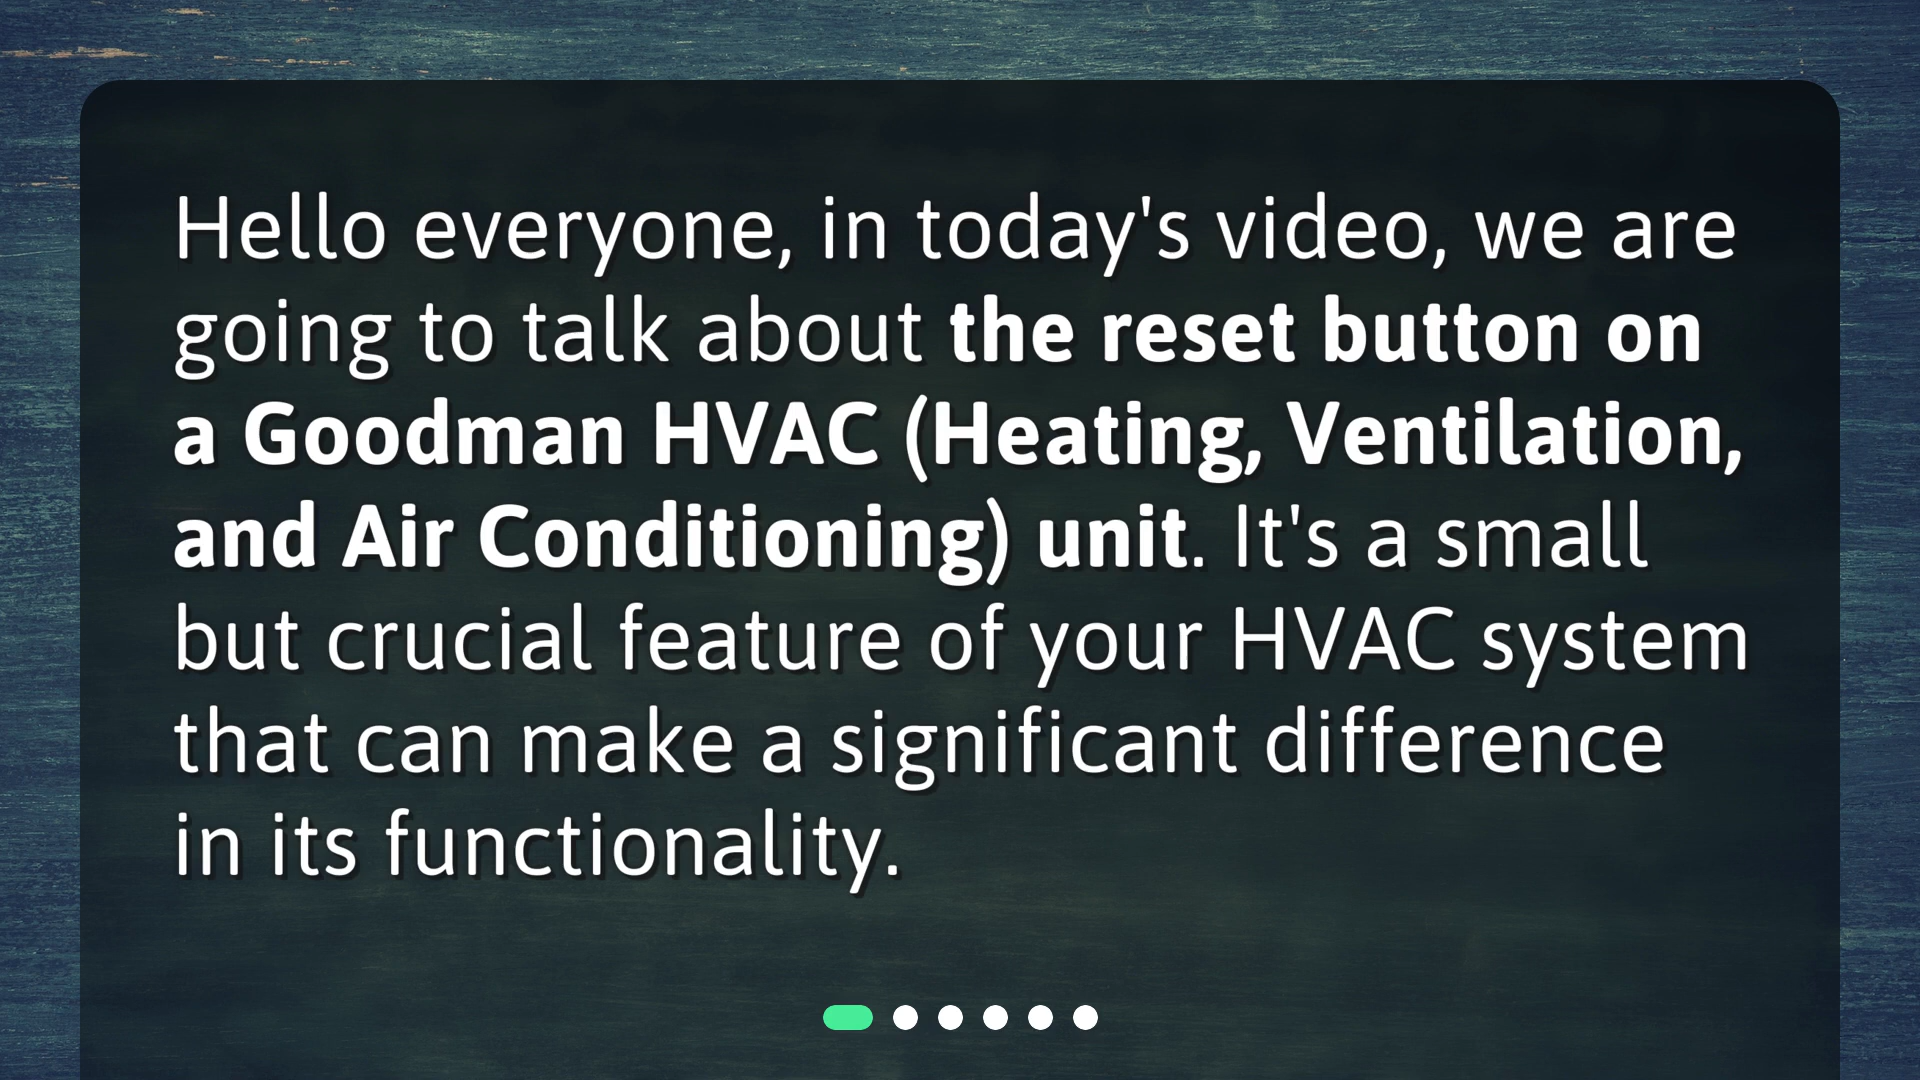 Hello everyone, in today's video, we are
going to talk about the reset button on
a Goodman HVAC (Heating, Ventilation,
and Air Conditioning) unit. It's a small
but crucial feature of your HVAC system
that can make a significant difference
in its functionality.